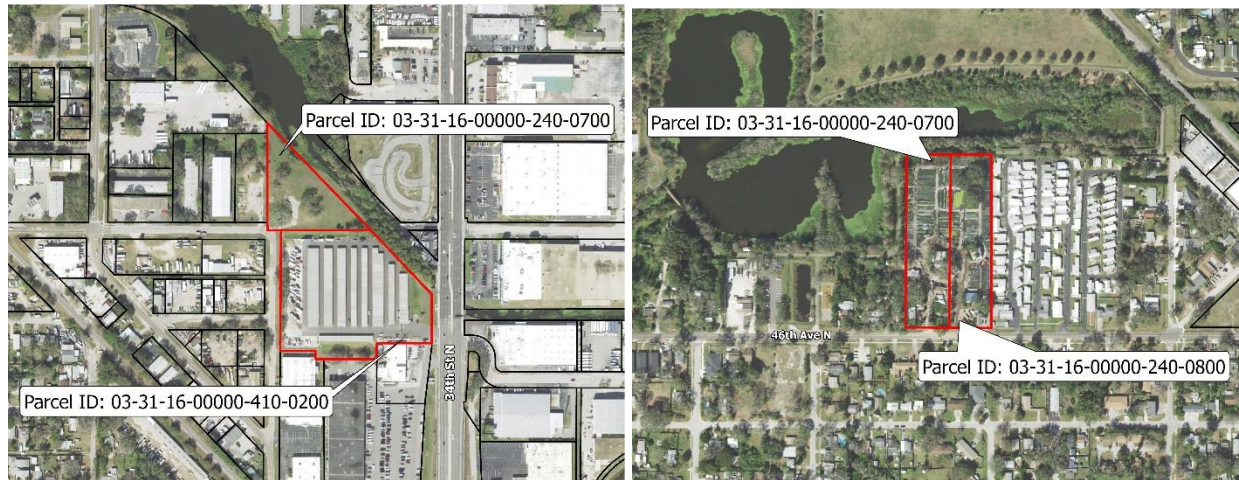 Parcel ID: 03-31-16-00000-240-0700
34th St N
Parcel ID: 03-31-16-00000-410-0200
Parcel ID: 03-31-16-00000-240-0700
46th Ave N
Parcel ID: 03-31-16-00000-240-0800